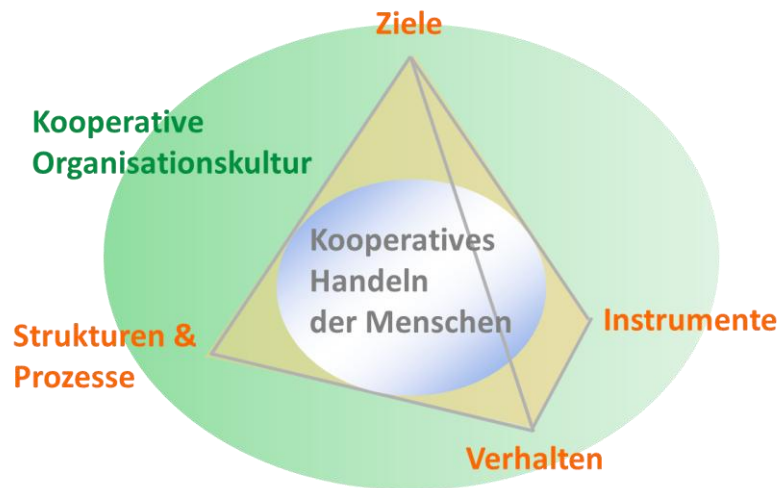 Ziele
Kooperative
Organisationskultur
Kooperatives
Handeln
der Menschen
Strukturen &
Prozesse
Instrumente
Verhalten